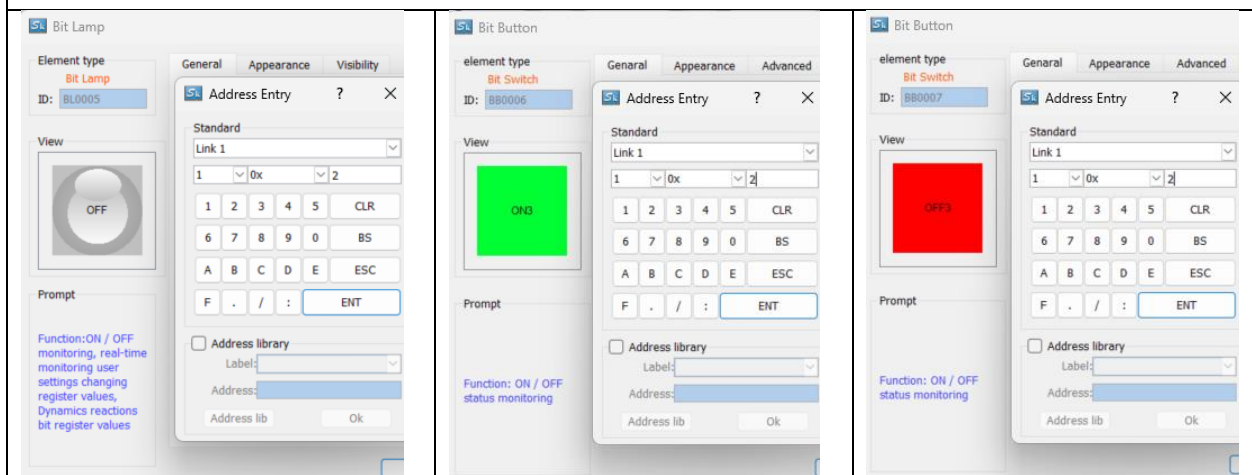 Bit Lamp
Element type
Bit Lamp
ID: BL0005
View
OFF
Prompt
Function:ON / OFF
monitoring, real-time
monitoring user
settings changing
register values,
Dynamics reactions
bit register values
General Appearance Visibility
Address Entry ? X
Standard
Link 1
1 0x 2
1 2 3 4 5 CLR
6 7 8 9 0 BS
A B C D E ESC
F . / : ENT
Address library
Label:
Address:
Address lib Ok
Bit Button
element type
Bit Switch
ID: BB0006
View
ON3
Prompt
Function: ON / OFF
status monitoring
Genaral Appearance Advanced
Address Entry ? X
Standard
Link 1
1 0x 2
1 2 3 4 5 CLR
6 7 8 9 0 BS
A B C D E ESC
F . / : ENT
Address library
Label:
Address:
Address lib Ok
Bit Button
element type
Bit Switch
ID: BB0007
View
OFF3
Prompt
Function: ON / OFF
status monitoring
Genaral Appearance Advanced
Address Entry ? X
Standard
Link 1
1 0x 2
1 2 3 4 5 CLR
6 7 8 9 0 BS
A B C D E ESC
F . / : ENT
Address library
Label:
Address:
Address lib Ok